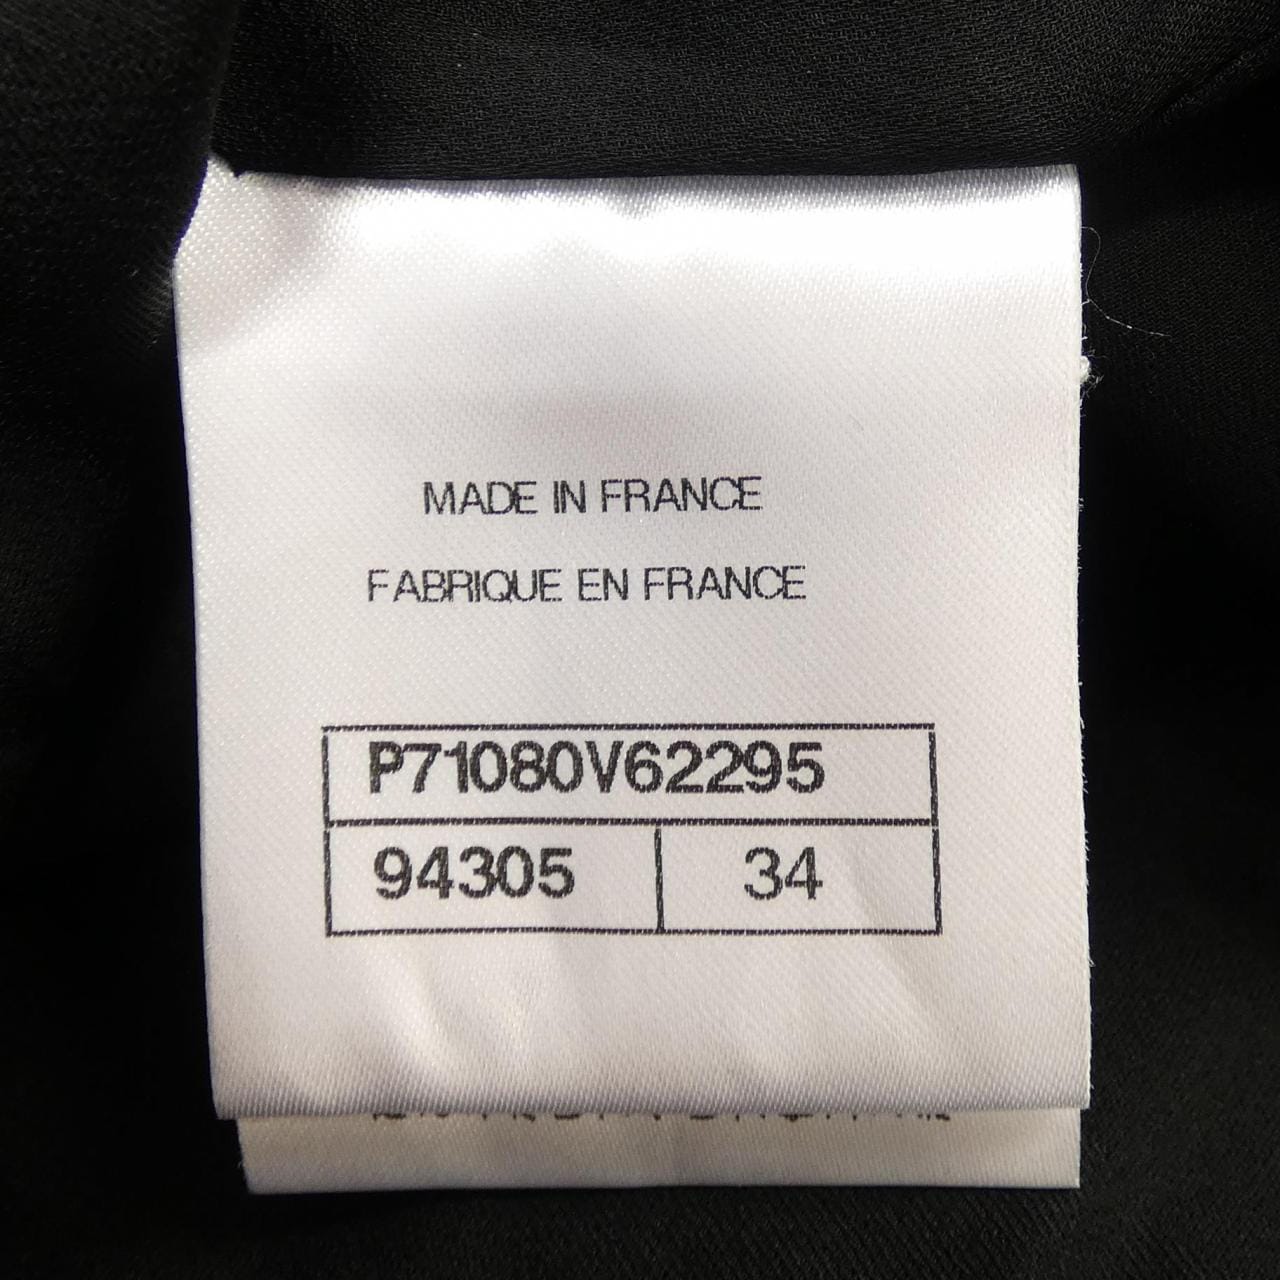 MADE IN FRANCE
FABRIQUE EN FRANCE
P71080V62295
94305 34